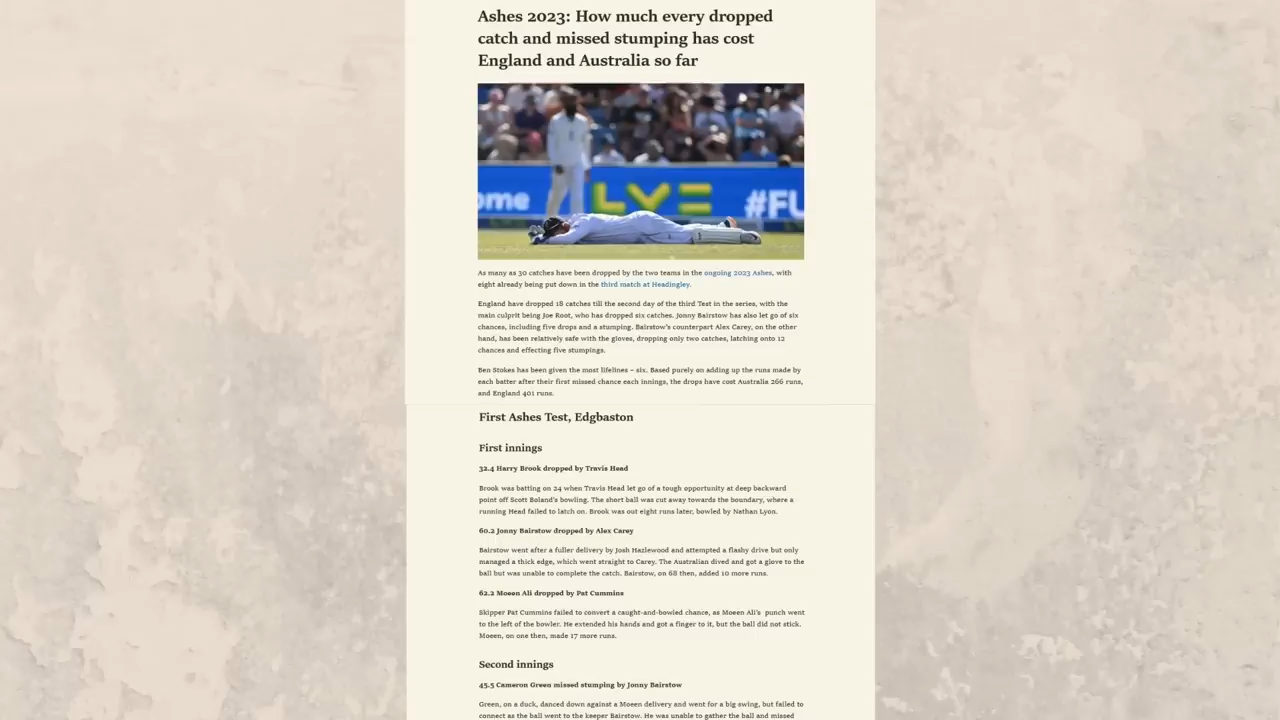 Ashes 2023: How much every dropped
catch and missed stumping has cost
England and Australia so far
ome
LVE
#FU
As many as 30 catches have been dropped by the two teams in the ongoing 2023 Ashes, with
eight already being put down in the third match at Headingley.
England have dropped 18 catches till the second day of the third Test in the series, with the
main culprit being Joe Root, who has dropped six catches. Jonny Bairstow has also let go of six
chances, including five drops and a stumping. Bairstow's counterpart Alex Carey, on the other
hand, has been relatively safe with the gloves, dropping only two catches, latching onto 12
chances and effecting five stumpings.
Ben Stokes has been given the most lifelines – six. Based purely on adding up the runs made by
each batter after their first missed chance each innings, the drops have cost Australia 266 runs,
and England 401 runs.
First Ashes Test, Edgbaston
First innings
32.4 Harry Brook dropped by Travis Head
Brook was batting on 24 when Travis Head let go of a tough opportunity at deep backward
point off Scott Boland's bowling. The short ball was cut away towards the boundary, where a
running Head failed to latch on. Brook was out eight runs later, bowled by Nathan Lyon.
60.2 Jonny Bairstow dropped by Alex Carey
Bairstow went after a fuller delivery by Josh Hazlewood and attempted a flashy drive but only
managed a thick edge, which went straight to Carey. The Australian dived and got a glove to the
ball but was unable to complete the catch. Bairstow, on 68 then, added 10 more runs.
62.2 Moeen Ali dropped by Pat Cummins
Skipper Pat Cummins failed to convert a caught-and-bowled chance, as Moeen Ali's punch went
to the left of the bowler. He extended his hands and got a finger to it, but the ball did not stick.
Moeen, on one then, made 17 more runs.
Second innings
45.5 Cameron Green missed stumping by Jonny Bairstow
Green, on a duck, danced down against a Moeen delivery and went for a big swing, but failed to
connect as the ball went to the keeper Bairstow. He was unable to gather the ball and missed